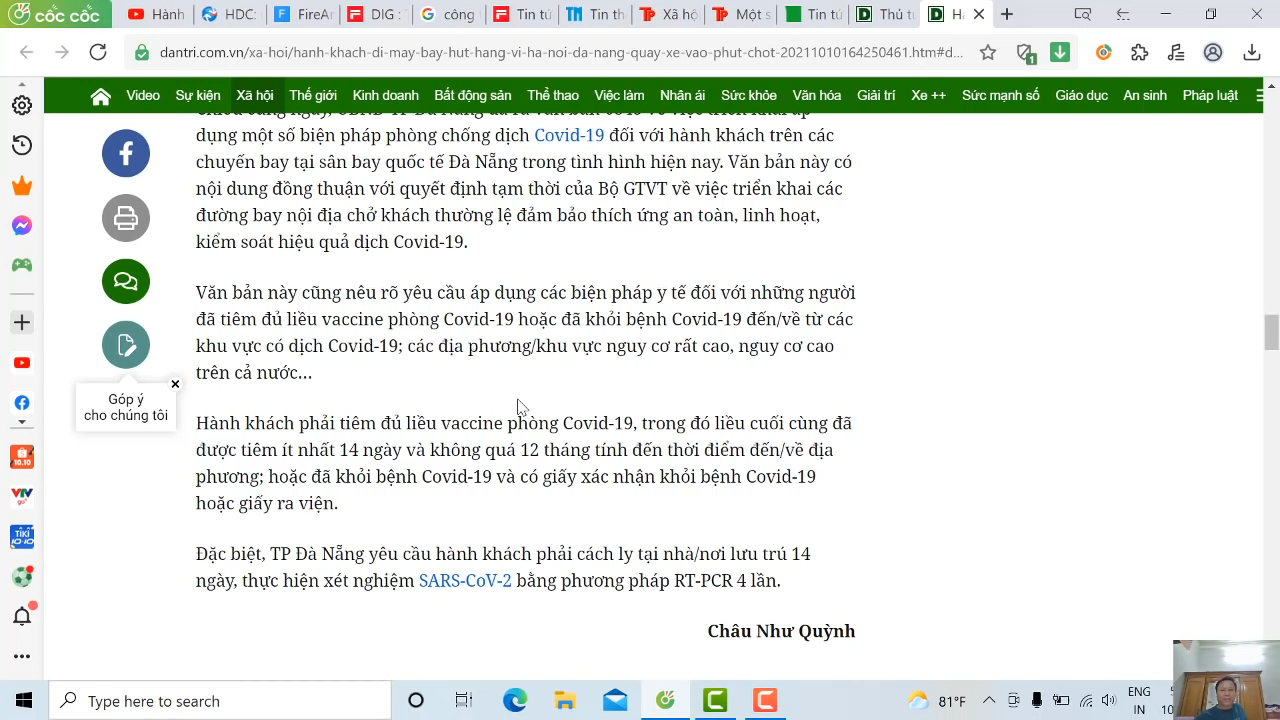 cốc cốc
Hành
HDC:
FireAr
DIG :
công
Tin tứ
Tin th
Xã hộ
Một s
Tin tú
Thủ tu
Hà
dantri.com.vn/xa-hoi/hanh-khach-di-may-bay-hut-hang-vi-ha-noi-da-nang-quay-xe-vao-phut-chot-20211010164250461.htm#d...
1
Video Sự kiện Xã hội Thế giới Kinh doanh Bất động sản Thể thao Việc làm Nhân ái Sức khỏe Văn hóa Giải trí Xe ++ Sức mạnh số Giáo dục An sinh Pháp luật
dụng một số biện pháp phòng chống dịch Covid-19 đối với hành khách trên các
chuyến bay tại sân bay quốc tế Đà Nẵng trong tình hình hiện nay. Văn bản này có
nội dung đồng thuận với quyết định tạm thời của Bộ GTVT về việc triển khai các
đường bay nội địa chở khách thường lệ đảm bảo thích ứng an toàn, linh hoạt,
kiểm soát hiệu quả dịch Covid-19.
Văn bản này cũng nêu rõ yêu cầu áp dụng các biện pháp y tế đối với những người
đã tiêm đủ liều vaccine phòng Covid-19 hoặc đã khỏi bệnh Covid-19 đến/về từ các
khu vực có dịch Covid-19; các địa phương/khu vực nguy cơ rất cao, nguy cơ cao
trên cả nước...
Góp ý
cho chúng tôi
Hành khách phải tiêm đủ liều vaccine phòng Covid-19, trong đó liều cuối cùng đã
được tiêm ít nhất 14 ngày và không quá 12 tháng tính đến thời điểm đến/về địa
phương; hoặc đã khỏi bệnh Covid-19 và có giấy xác nhận khỏi bệnh Covid-19
hoặc giấy ra viện.
Đặc biệt, TP Đà Nẵng yêu cầu hành khách phải cách ly tại nhà/nơi lưu trú 14
ngày, thực hiện xét nghiệm SARS-CoV-2 bằng phương pháp RT-PCR 4 lần.
Châu Như Quỳnh
10.10
VTV
go
TIKI
10-10
Type here to search
81°F
ENG
IN